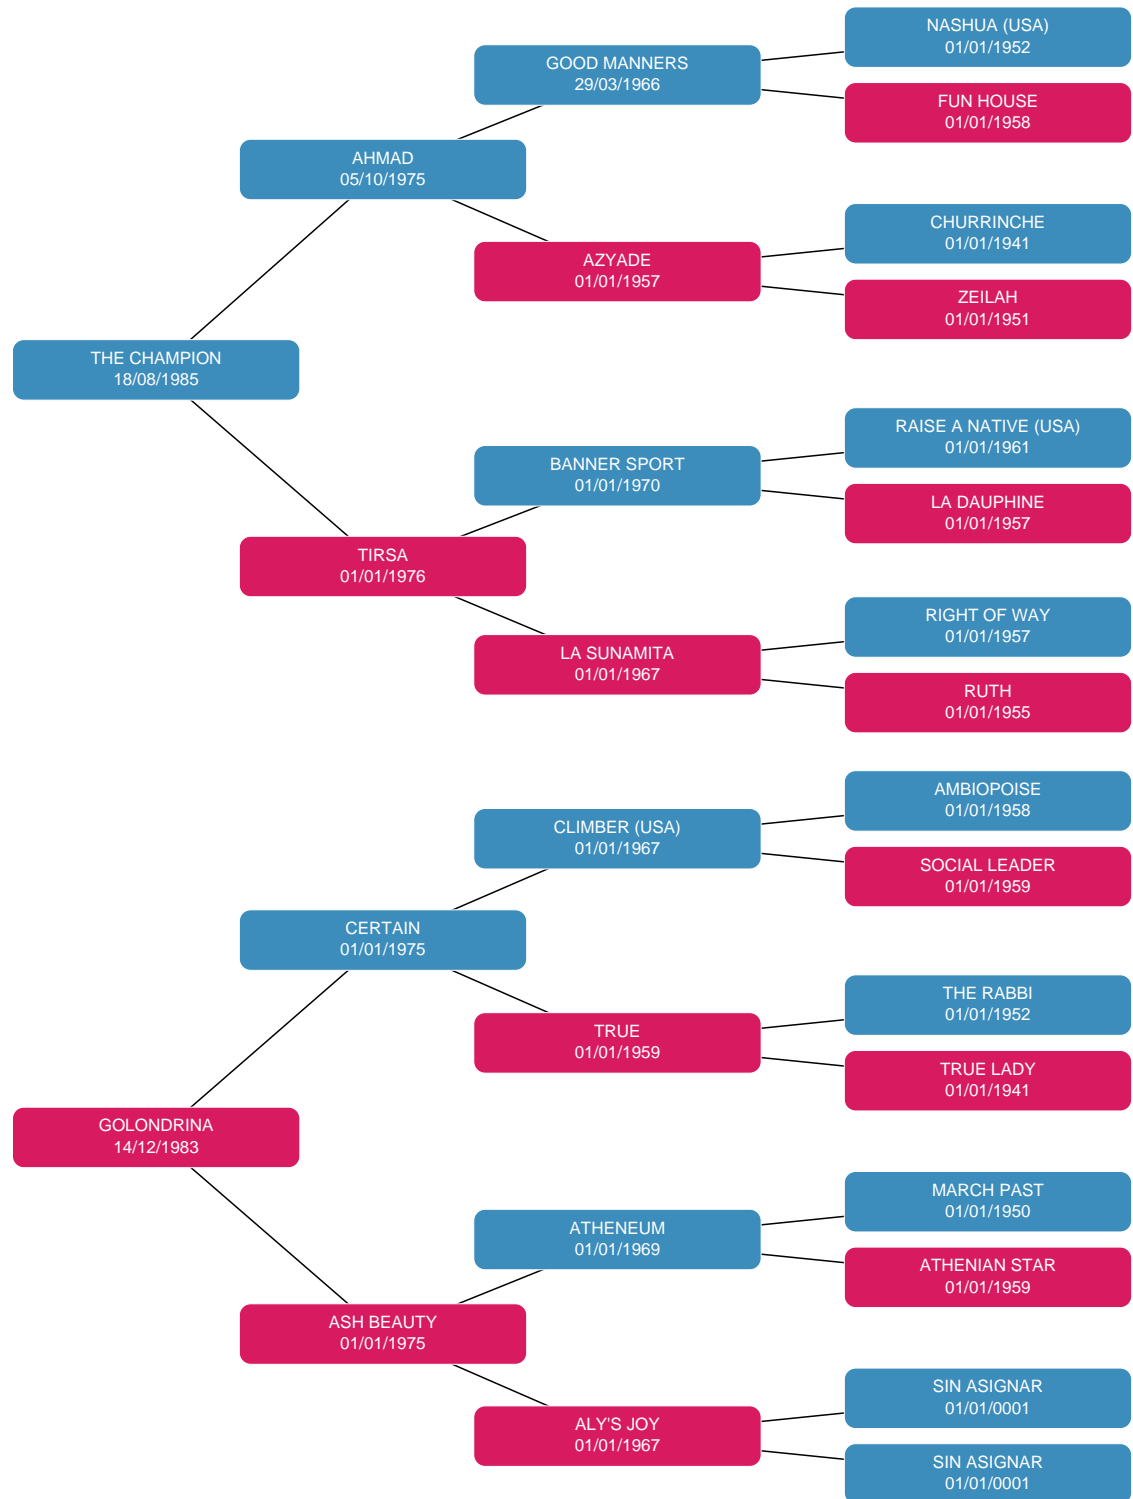 NASHUA (USA)
01/01/1952
GOOD MANNERS
29/03/1966
FUN HOUSE
01/01/1958
AHMAD
05/10/1975
CHURRINCHE
01/01/1941
AZYADE
01/01/1957
ZEILAH
01/01/1951
THE CHAMPION
18/08/1985
RAISE A NATIVE (USA)
01/01/1961
BANNER SPORT
01/01/1970
LA DAUPHINE
01/01/1957
TIRSA
01/01/1976
RIGHT OF WAY
01/01/1957
LA SUNAMITA
01/01/1967
RUTH
01/01/1955
AMBIOPOISE
01/01/1958
CLIMBER (USA)
01/01/1967
SOCIAL LEADER
01/01/1959
CERTAIN
01/01/1975
THE RABBI
01/01/1952
TRUE
01/01/1959
TRUE LADY
01/01/1941
GOLONDRINA
14/12/1983
MARCH PAST
01/01/1950
ATHENEUM
01/01/1969
ATHENIAN STAR
01/01/1959
ASH BEAUTY
01/01/1975
SIN ASIGNAR
01/01/0001
ALY'S JOY
01/01/1967
SIN ASIGNAR
01/01/0001